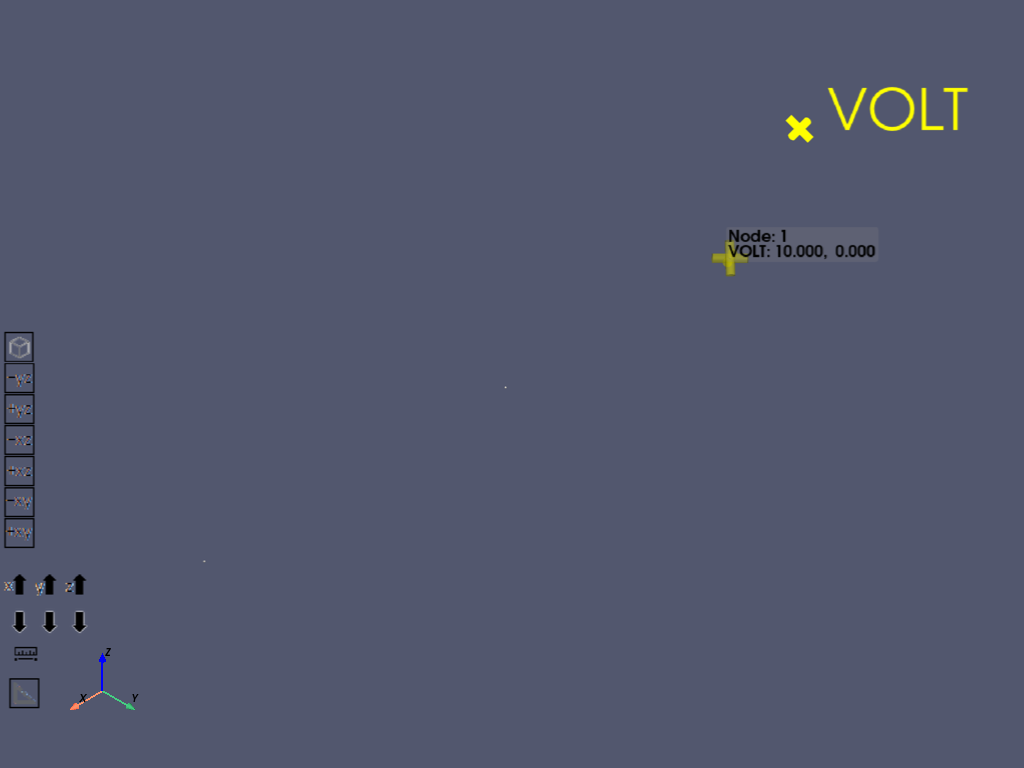 VOLT
Node: 1
VOLT: 10.000, 0.000
-yz
+yz
-xz
+xz
-xy
+xy
x y z
Z
X Y